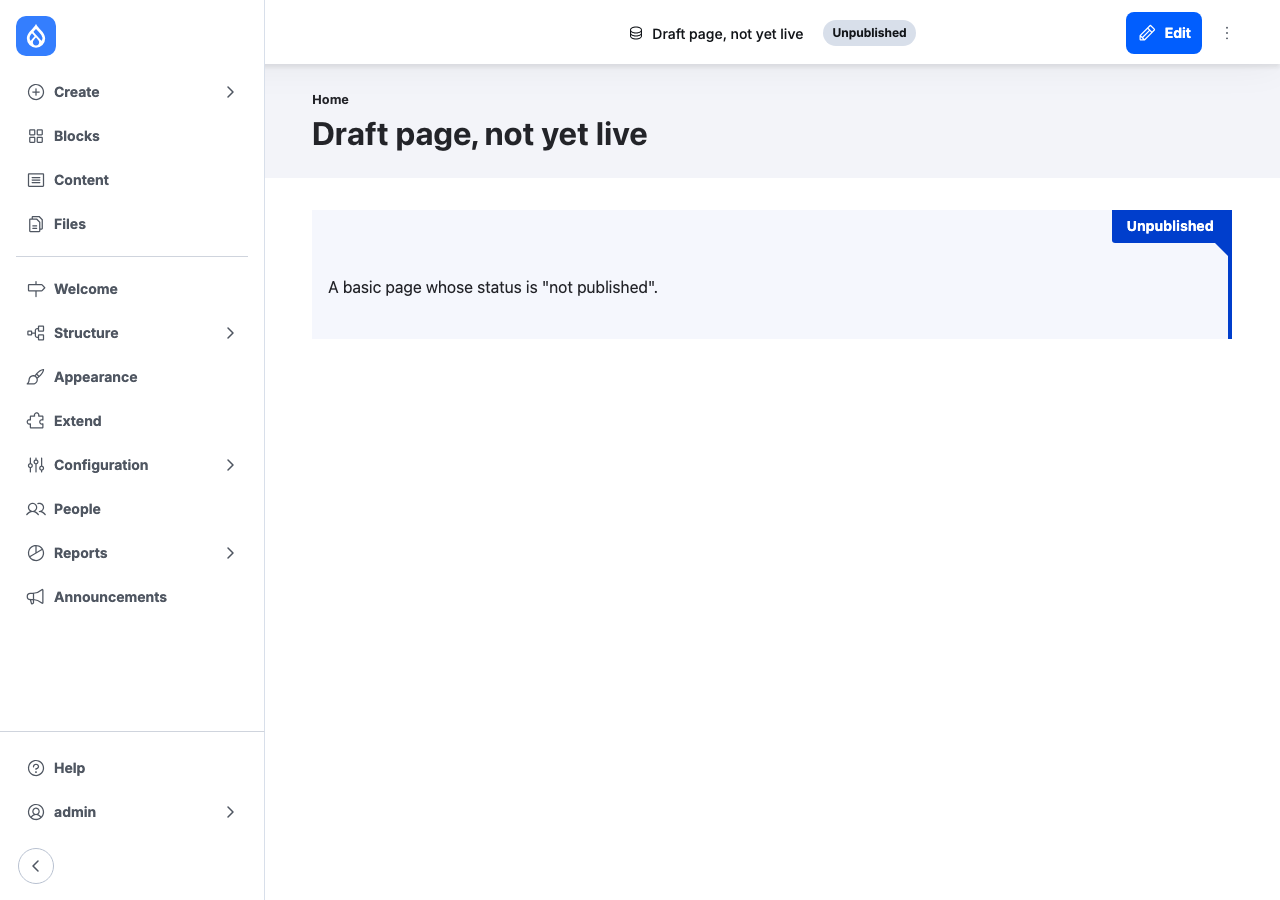 Create
Blocks
Content
Files
Welcome
Structure
Appearance
Extend
Configuration
People
Reports
Announcements
Help
admin
Draft page, not yet live
Unpublished
Edit
Home
Draft page, not yet live
Unpublished
A basic page whose status is "not published".